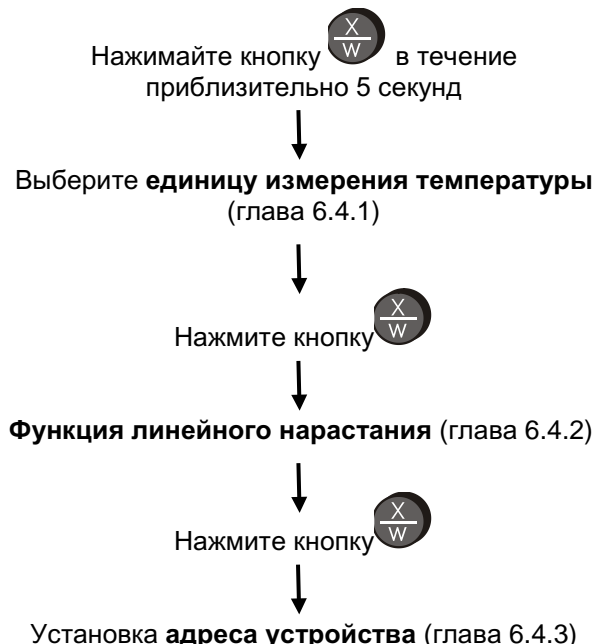 Нажимайте кнопку X/W в течение
приблизительно 5 секунд
Выберите единицу измерения температуры
(глава 6.4.1)
Нажмите кнопку X/W
Функция линейного нарастания (глава 6.4.2)
Нажмите кнопку X/W
Установка адреса устройства (глава 6.4.3)